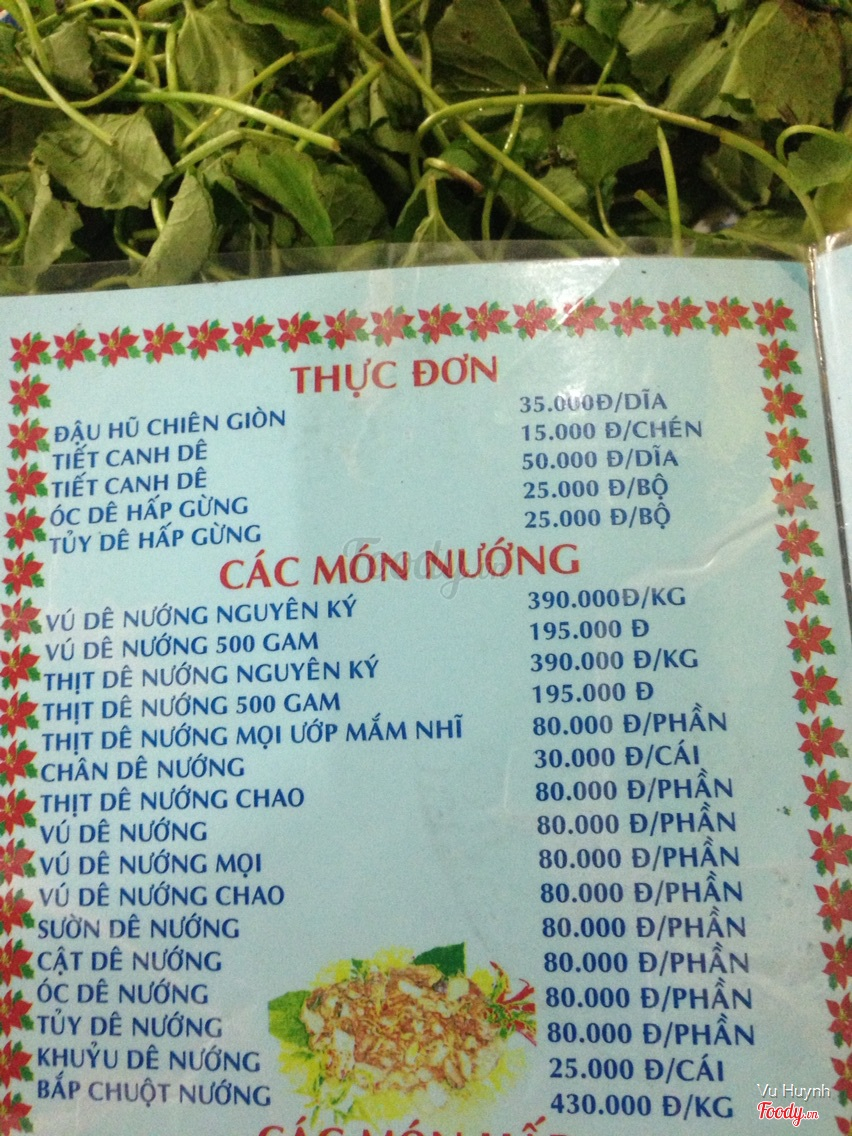 THỰC ĐƠN
ĐẬU HŨ CHIÊN GIÒN 35.000Đ/DĨA
TIẾT CANH DÊ 15.000 Đ/CHÉN
TIẾT CANH DÊ 50.000 Đ/DĨA
ÓC DÊ HẤP GỪNG 25.000 Đ/BỘ
TỦY DÊ HẤP GỪNG 25.000 Đ/BỘ
CÁC MÓN NƯỚNG
Foody.vn
VÚ DÊ NƯỚNG NGUYÊN KÝ 390.000Đ/KG
VÚ DÊ NƯỚNG 500 GAM 195.000 Đ
THỊT DÊ NƯỚNG NGUYÊN KÝ 390.000 Đ/KG
THỊT DÊ NƯỚNG 500 GAM 195.000 Đ
THỊT DÊ NƯỚNG MỌI ƯỚP MẮM NHĨ 80.000 Đ/PHẦN
CHÂN DÊ NƯỚNG 30.000 Đ/CÁI
THỊT DÊ NƯỚNG CHAO 80.000 Đ/PHẦN
VÚ DÊ NƯỚNG 80.000 Đ/PHẦN
VÚ DÊ NƯỚNG MỌI 80.000 Đ/PHẦN
VÚ DÊ NƯỚNG CHAO 80.000 Đ/PHẦN
SƯỜN DÊ NƯỚNG 80.000 Đ/PHẦN
CẬT DÊ NƯỚNG 80.000 Đ/PHẦN
ÓC DÊ NƯỚNG 80.000 Đ/PHẦN
TỦY DÊ NƯỚNG 80.000 Đ/PHẦN
KHUỶU DÊ NƯỚNG 25.000 Đ/CÁI
BẮP CHUỘT NƯỚNG 430.000 Đ/KG
CÁC MÓN
Vu Huynh
Foody.vn